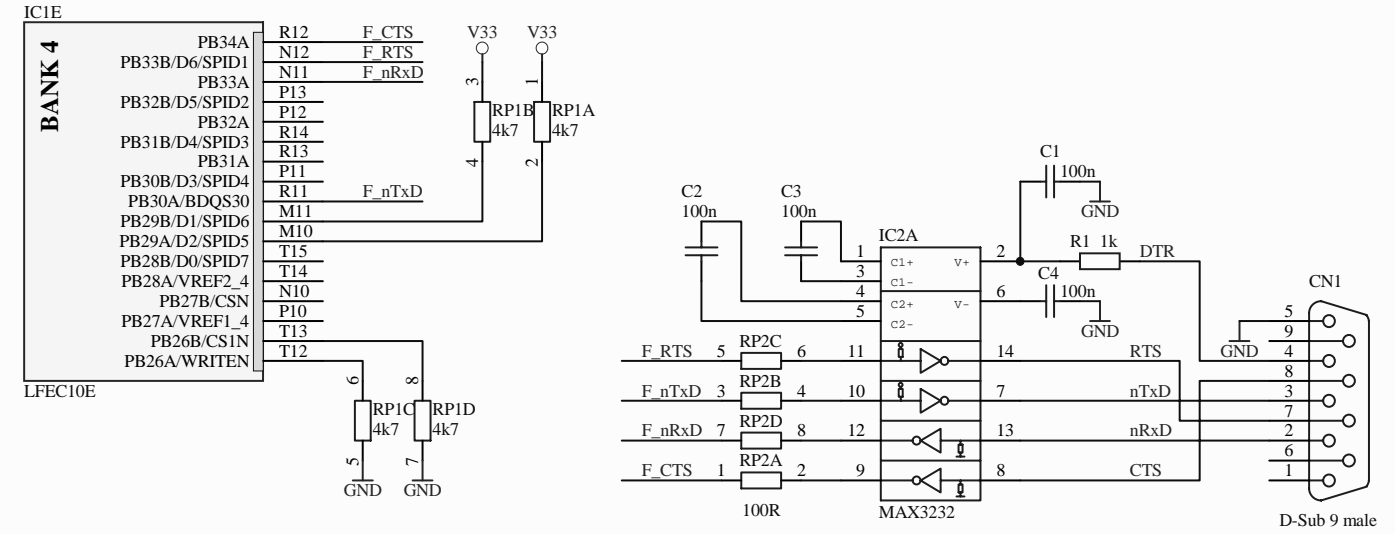 IC1E
BANK 4
PB34A R12 F_CTS
PB33B/D6/SPID1 N12 F_RTS
PB33A N11 F_nRxD
PB32B/D5/SPID2 P13
PB32A P12
PB31B/D4/SPID3 R14
PB31A R13
PB30B/D3/SPID4 P11
PB30A/BDQS30 R11 F_nTxD
PB29B/D1/SPID6 M11
PB29A/D2/SPID5 M10
PB28B/D0/SPID7 T15
PB28A/VREF2_4 T14
PB27B/CSN N10
PB27A/VREF1_4 P10
PB26B/CS1N T13
PB26A/WRITEN T12
LFEC10E
V33 V33
3 1
RP1B RP1A
4k7 4k7
4 2
6 8
RP1C RP1D
4k7 4k7
5 7
GND GND
C1
100n
GND
C2 C3
100n 100n
IC2A
1 C1+ V+ 2
3 C1-
4 C2+ V- 6
5 C2-
R1 1k DTR
C4
100n
GND
F_RTS 5 RP2C 6 11 14 RTS
F_nTxD 3 RP2B 4 10 7 nTxD
F_nRxD 7 RP2D 8 12 13 nRxD
F_CTS 1 RP2A 2 9 8 CTS
100R
MAX3232
CN1
GND
5
9
4
8
3
7
2
6
1
D-Sub 9 male